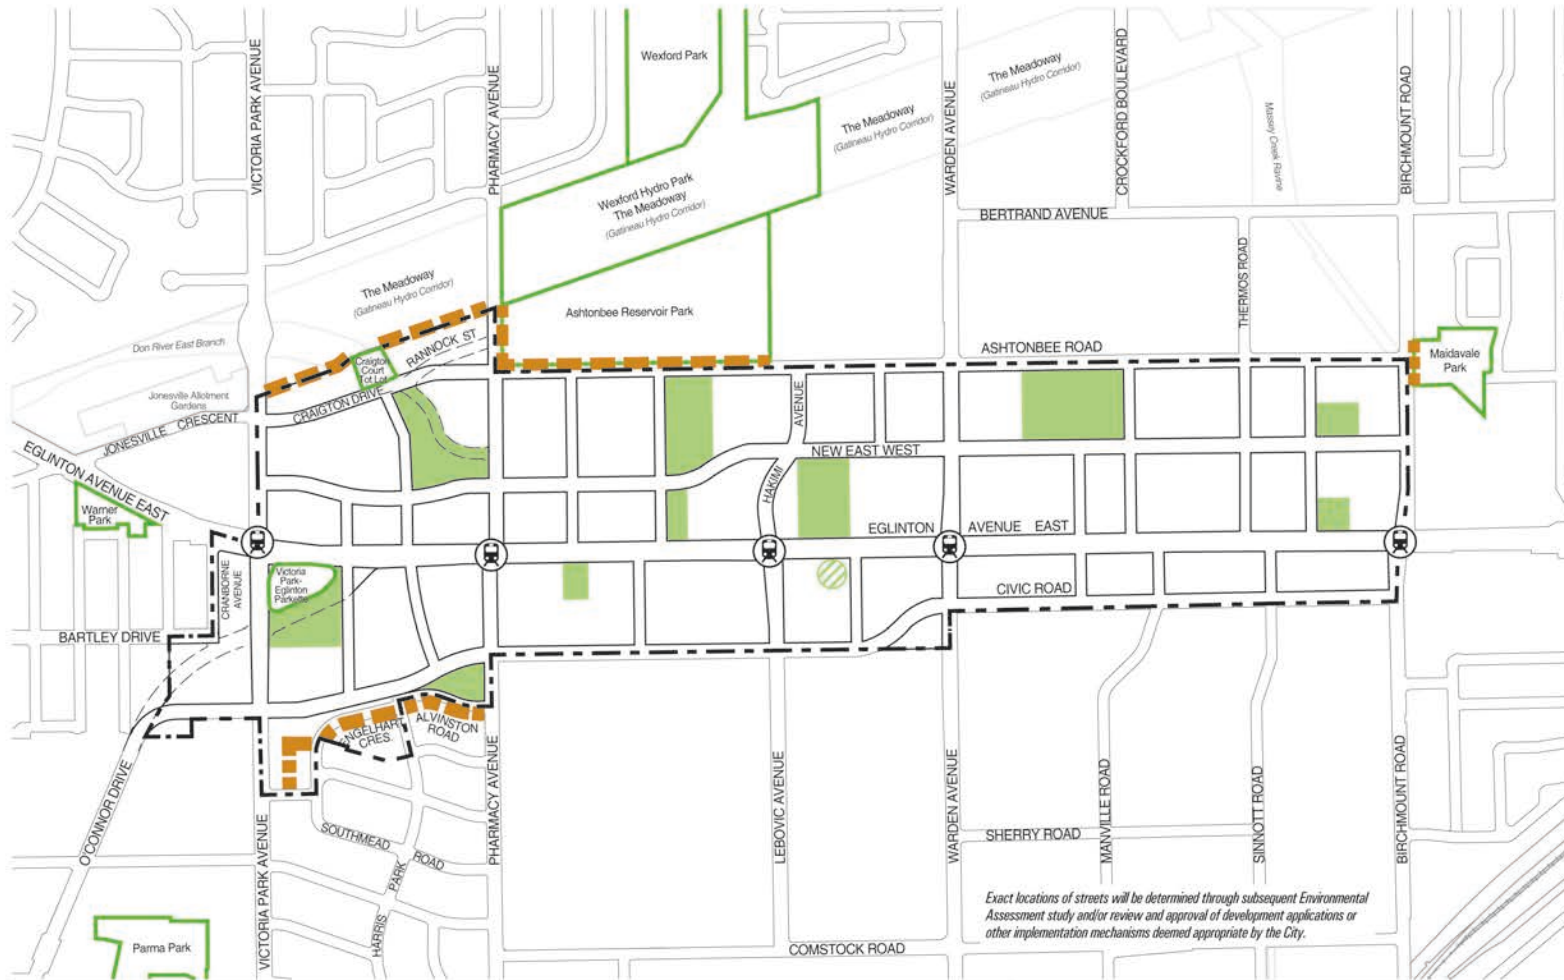 Wexford Park
The Meadoway
(Gatineau Hydro Corridor)
The Meadoway
(Gatineau Hydro Corridor)
VICTORIA PARK AVENUE
PHARMACY AVENUE
WARDEN AVENUE
CROCKFORD BOULEVARD
Massey Creek Ravine
BIRCHMOUNT ROAD
Wexford Hydro Park
The Meadoway
(Gatineau Hydro Corridor)
BERTRAND AVENUE
THERMOS ROAD
The Meadoway
(Gatineau Hydro Corridor)
Ashtonbee Reservoir Park
Don River East Branch
RANNOCK ST
ASHTONBEE ROAD
Craigton
Court
Tot Lot
Maidavale
Park
Jonesville Allotment
Gardens
CRAIGTON DRIVE
JONESVILLE CRESCENT
AVENUE
HAKIMI
NEW EAST WEST
EGLINTON AVENUE EAST
Warner
Park
EGLINTON AVENUE EAST
CRANBORNE
AVENUE
Victoria
Park-
Eglinton
Parkette
CIVIC ROAD
BARTLEY DRIVE
ENGELHART
CRES.
ALVINSTON
ROAD
O'CONNOR DRIVE
VICTORIA PARK AVENUE
SOUTHMEAD ROAD
HARRIS PARK
PHARMACY AVENUE
LEBOVIC AVENUE
WARDEN AVENUE
SHERRY ROAD
MANVILLE ROAD
SINNOTT ROAD
BIRCHMOUNT ROAD
Exact locations of streets will be determined through subsequent Environmental
Assessment study and/or review and approval of development applications or
other implementation mechanisms deemed appropriate by the City.
Parma Park
COMSTOCK ROAD